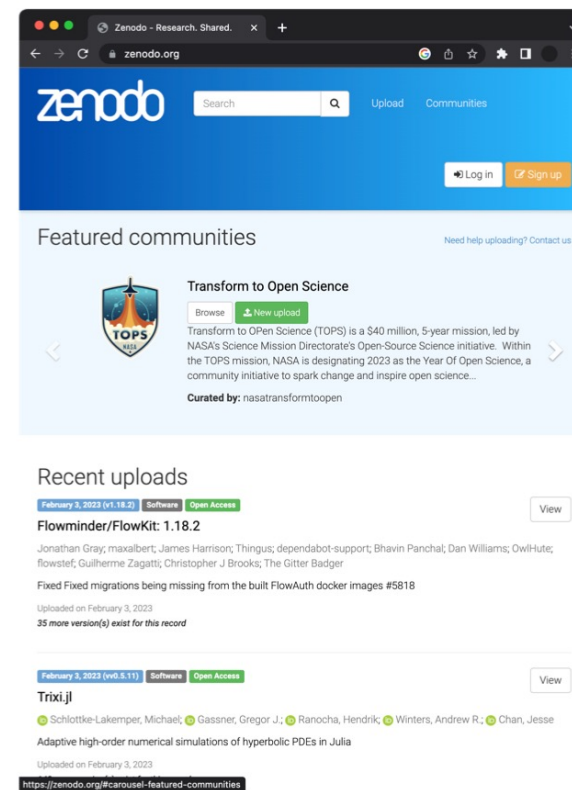 Zenodo - Research. Shared.
zenodo.org
zenodo
Search
Upload
Communities
Log in
Sign up
Featured communities
Need help uploading? Contact us
TOPS
NASA
Transform to Open Science
Browse
New upload
Transform to OPen Science (TOPS) is a $40 million, 5-year mission, led by
NASA's Science Mission Directorate's Open-Source Science initiative. Within
the TOPS mission, NASA is designating 2023 as the Year Of Open Science, a
community initiative to spark change and inspire open science...
Curated by: nasatransformtoopen
Recent uploads
February 3, 2023 (v1.18.2) Software Open Access
View
Flowminder/FlowKit: 1.18.2
Jonathan Gray; maxalbert; James Harrison; Thingus; dependabot-support; Bhavin Panchal; Dan Williams; OwlHute;
flowstef; Guilherme Zagatti; Christopher J Brooks; The Gitter Badger
Fixed Fixed migrations being missing from the built FlowAuth docker images #5818
Uploaded on February 3, 2023
35 more version(s) exist for this record
February 3, 2023 (vv0.5.11) Software Open Access
View
Trixi.jl
Schlottke-Lakemper, Michael; Gassner, Gregor J.; Ranocha, Hendrik; Winters, Andrew R.; Chan, Jesse
Adaptive high-order numerical simulations of hyperbolic PDEs in Julia
Uploaded on February 3, 2023
https://zenodo.org/#carousel-featured-communities